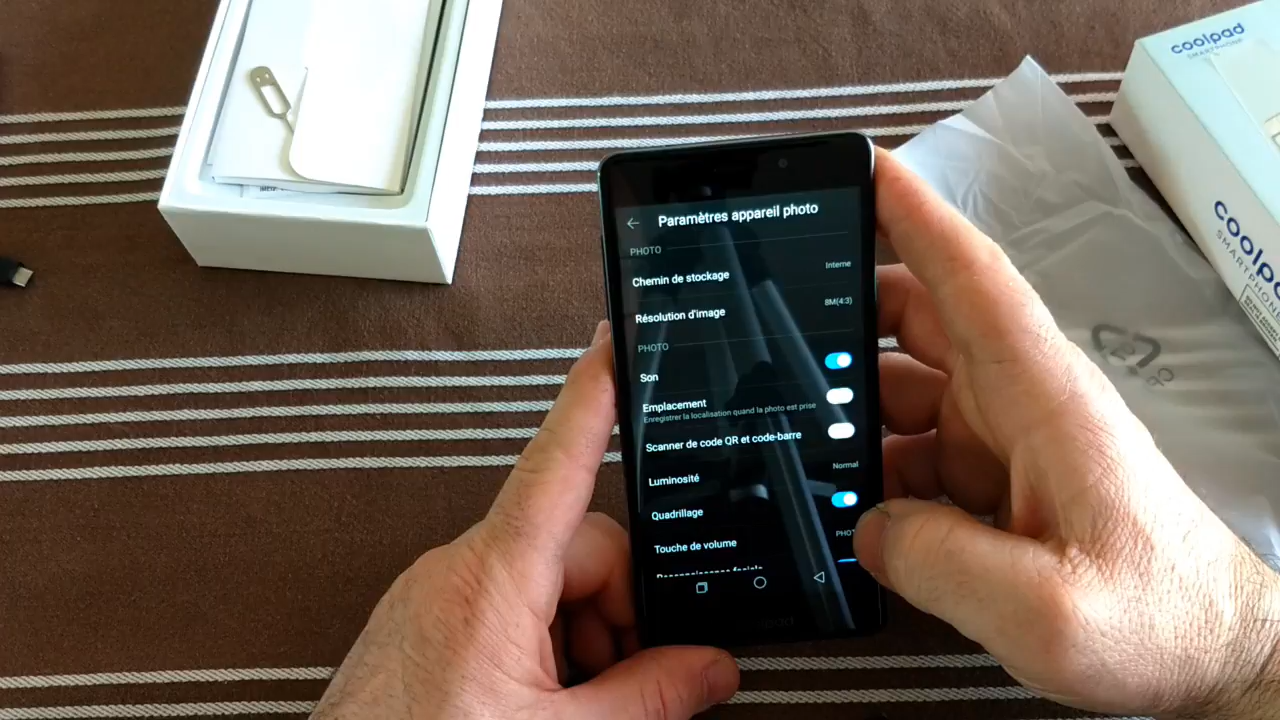 coolpad
SMARTPHONE
Paramètres appareil photo
PHOTO
Chemin de stockage
Interne
Résolution d'image
8M(4:3)
PHOTO
Son
Emplacement
Enregistrer la localisation quand la photo est prise
Scanner de code QR et code-barre
Luminosité
Normal
Quadrillage
Touche de volume
coolpad